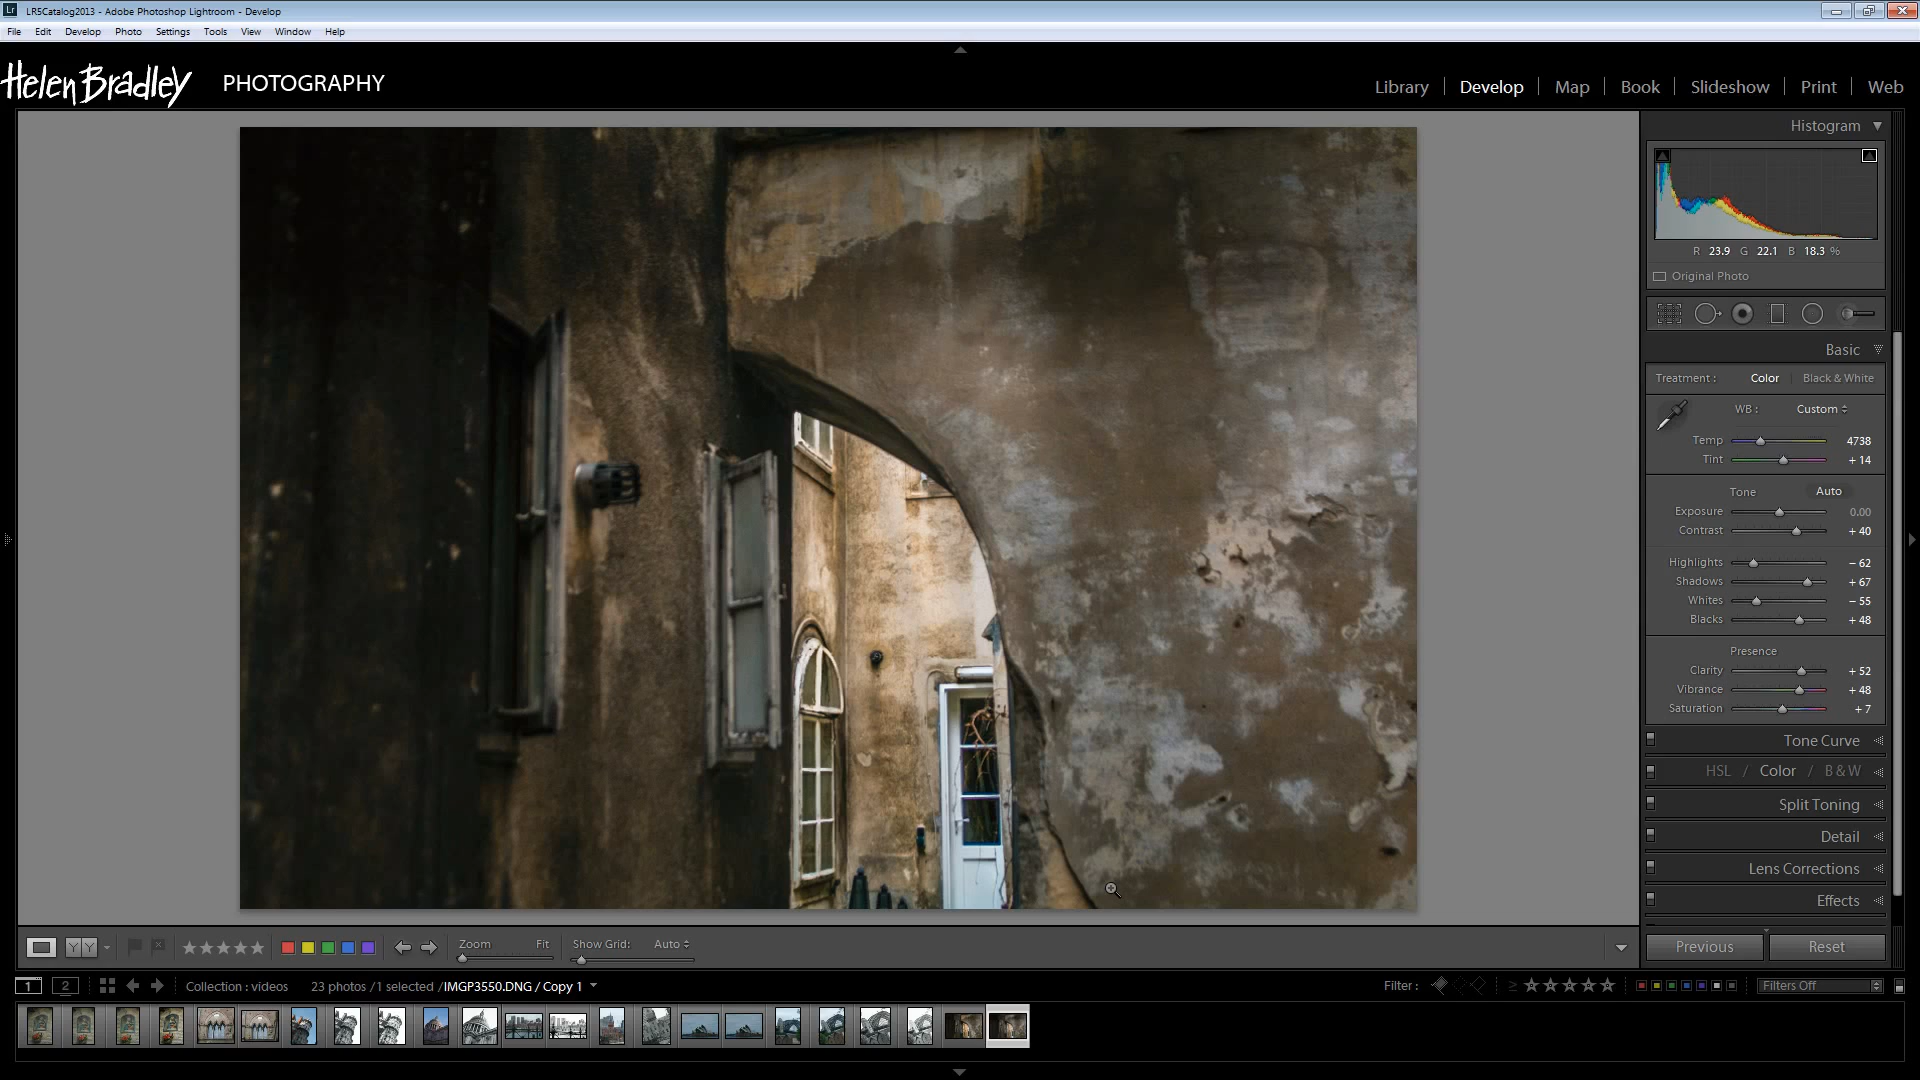 LR5Catalog2013 - Adobe Photoshop Lightroom - Develop
File Edit Develop Photo Settings Tools View Window Help
Helen Bradley PHOTOGRAPHY
Library Develop Map Book Slideshow Print Web
Histogram
R 23.9 G 22.1 B 18.3 %
Original Photo
Basic
Treatment : Color Black & White
WB : Custom
Temp 4738
Tint + 14
Tone Auto
Exposure 0.00
Contrast + 40
Highlights − 62
Shadows + 67
Whites − 55
Blacks + 48
Presence
Clarity + 52
Vibrance + 48
Saturation + 7
Tone Curve
HSL / Color / B & W
Split Toning
Detail
Lens Corrections
Effects
Previous Reset
Y Y Zoom Fit Show Grid: Auto
1 2 Collection : videos 23 photos / 1 selected / IMGP3550.DNG / Copy 1 Filter : ≥ Filters Off